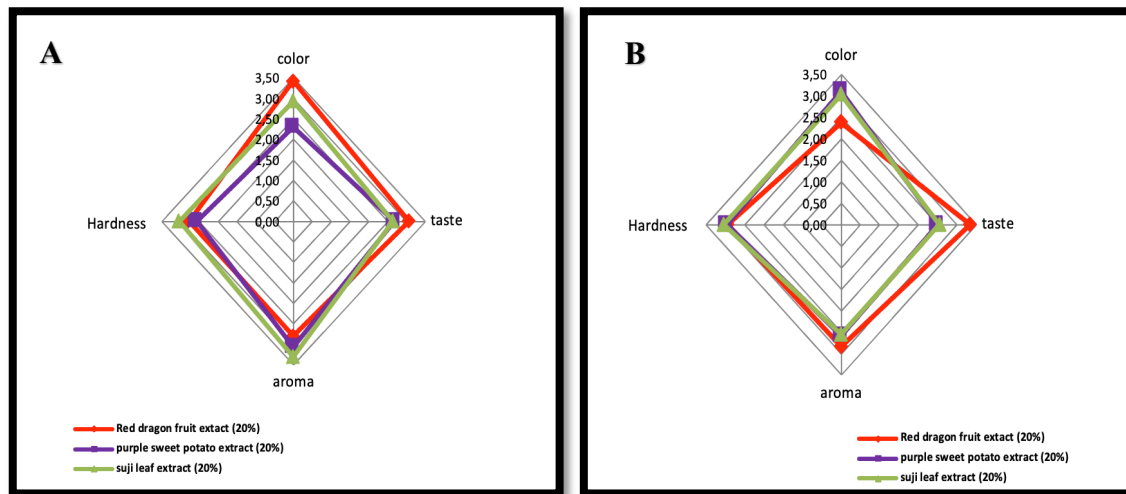 A
color
3,50
3,00
2,50
2,00
1,50
1,00
0,50
0,00
Hardness
taste
aroma
Red dragon fruit extact (20%)
purple sweet potato extract (20%)
suji leaf extract (20%)
B
color
3,50
3,00
2,50
2,00
1,50
1,00
0,50
0,00
Hardness
taste
aroma
Red dragon fruit extact (20%)
purple sweet potato extract (20%)
suji leaf extract (20%)